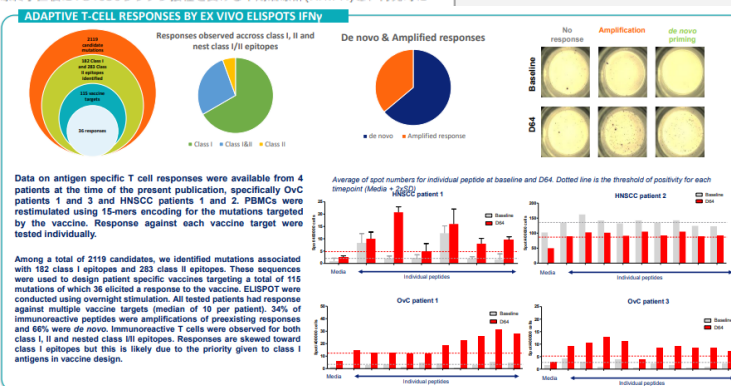 ADAPTIVE T-CELL RESPONSES BY EX VIVO ELISPOTS IFNγ
2119
candidate
mutations
182 Class I
and 283 Class
II epitopes
identified
115 vaccine
targets
36 responses
Responses observed accross class I, II and
nest class I/II epitopes
Class I Class I&II Class II
De novo & Amplified responses
de novo Amplified response
No
response
Amplification
de novo
priming
Baseline
D64
Data on antigen specific T cell responses were available from 4
patients at the time of the present publication, specifically OvC
patients 1 and 3 and HNSCC patients 1 and 2. PBMCs were
restimulated using 15-mers encoding for the mutations targeted
by the vaccine. Response against each vaccine target were
tested individually.
Among a total of 2119 candidates, we identified mutations associated
with 182 class I epitopes and 283 class II epitopes. These sequences
were used to design patient specific vaccines targeting a total of 115
mutations of which 36 elicited a response to the vaccine. ELISPOT were
conducted using overnight stimulation. All tested patients had response
against multiple vaccine targets (median of 10 per patient). 34% of
immunoreactive peptides were amplifications of preexisting responses
and 66% were de novo. Immunoreactive T cells were observed for both
class I, II and nested class I/II epitopes. Responses are skewed toward
class I epitopes but this is likely due to the priority given to class I
antigens in vaccine design.
Average of spot numbers for individual peptide at baseline and D64. Dotted line is the threshold of positivity for each
timepoint (Media + 2xSD)
HNSCC patient 1
Baseline
D64
Media
Individual peptides
HNSCC patient 2
Baseline
D64
Media
Individual peptides
OvC patient 1
Baseline
D64
Media
Individual peptides
OvC patient 3
Baseline
D64
Media
Individual peptides